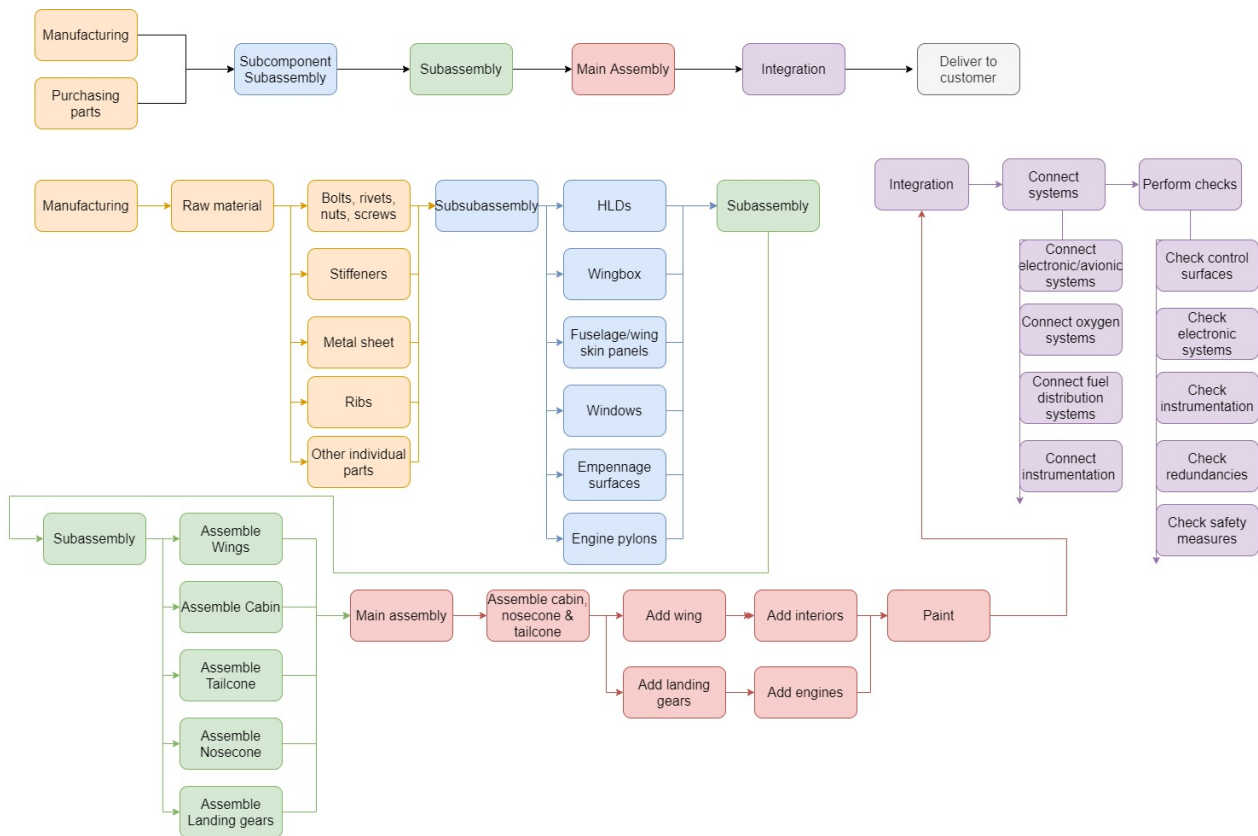 Manufacturing
Purchasing
parts
Subcomponent
Subassembly
Subassembly
Main Assembly
Integration
Deliver to
customer
Manufacturing
Raw material
Bolts, rivets,
nuts, screws
Stiffeners
Metal sheet
Ribs
Other individual
parts
Subsubassembly
HLDs
Wingbox
Fuselage/wing
skin panels
Windows
Empennage
surfaces
Engine pylons
Subassembly
Integration
Connect
systems
Perform checks
Connect
electronic/avionic
systems
Connect oxygen
systems
Connect fuel
distribution
systems
Connect
instrumentation
Check control
surfaces
Check
electronic
systems
Check
instrumentation
Check
redundancies
Check safety
measures
Subassembly
Assemble
Wings
Assemble Cabin
Assemble
Tailcone
Assemble
Nosecone
Assemble
Landing gears
Main assembly
Assemble cabin,
nosecone &
tailcone
Add wing
Add interiors
Add landing
gears
Add engines
Paint